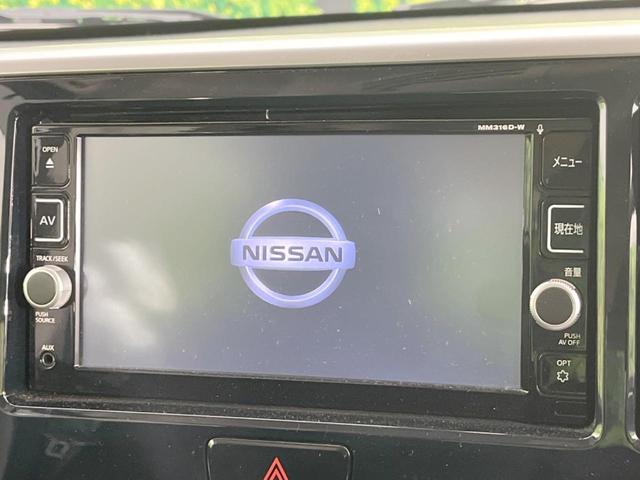 MM316D-W
OPEN
AV
TRACK/SEEK
PUSH
SOURCE
AUX
NISSAN
メニュー
現在地
音量
PUSH
AV OFF
OPT